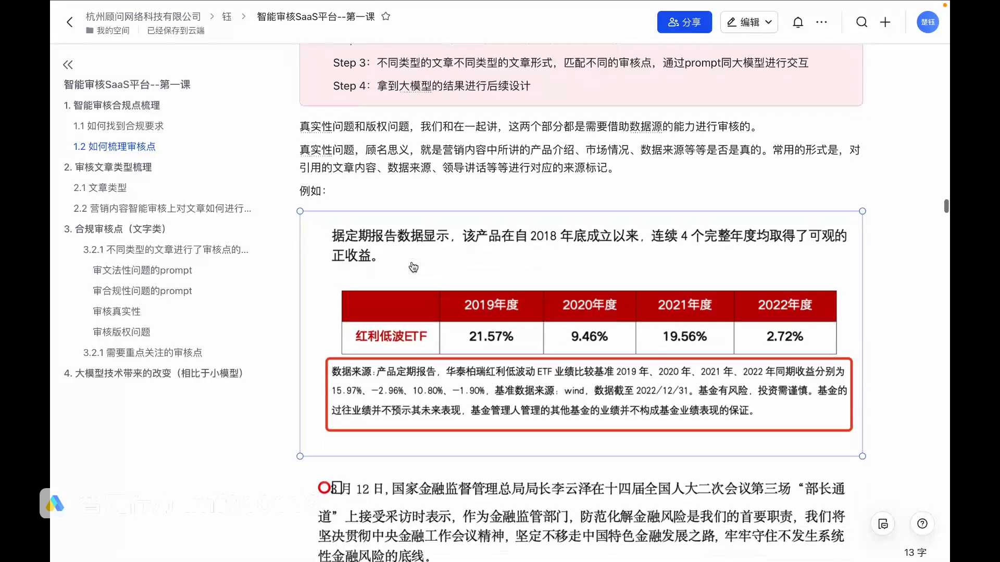 杭州顾问网络科技有限公司 > 钰 > 智能审核SaaS平台--第一课
我的空间 已经保存到云端
分享 编辑
楚钰
智能审核SaaS平台--第一课
1. 智能审核合规点梳理
1.1 如何找到合规要求
1.2 如何梳理审核点
2. 审核文章类型梳理
2.1 文章类型
2.2 营销内容智能审核上对文章如何进行...
3. 合规审核点（文字类）
3.2.1 不同类型的文章进行了审核点的...
审文法性问题的prompt
审合规性问题的prompt
审核真实性
审核版权问题
3.2.1 需要重点关注的审核点
4. 大模型技术带来的改变（相比于小模型）
Step 3：不同类型的文章不同类型的文章形式，匹配不同的审核点，通过prompt同大模型进行交互
Step 4：拿到大模型的结果进行后续设计
真实性问题和版权问题，我们和在一起讲，这两个部分都是需要借助数据源的能力进行审核的。
真实性问题，顾名思义，就是营销内容中所讲的产品介绍、市场情况、数据来源等等是否是真的。常用的形式是，对
引用的文章内容、数据来源、领导讲话等等进行对应的来源标记。
例如：
据定期报告数据显示，该产品在自 2018 年底成立以来，连续 4 个完整年度均取得了可观的
正收益。
2019年度 2020年度 2021年度 2022年度
红利低波ETF 21.57% 9.46% 19.56% 2.72%
数据来源:产品定期报告，华泰柏瑞红利低波动 ETF 业绩比较基准 2019 年、2020 年、2021 年、2022 年同期收益分别为
15.97%、-2.96%、10.80%、-1.90%，基准数据来源：wind，数据截至 2022/12/31。基金有风险，投资需谨慎。基金的
过往业绩并不预示其未来表现，基金管理人管理的其他基金的业绩并不构成基金业绩表现的保证。
3月 12 日, 国家金融监督管理总局局长李云泽在十四届全国人大二次会议第三场“部长通
道”上接受采访时表示, 作为金融监管部门, 防范化解金融风险是我们的首要职责, 我们将
坚决贯彻中央金融工作会议精神, 坚定不移走中国特色金融发展之路, 牢牢守住不发生系统
性金融风险的底线。
13 字